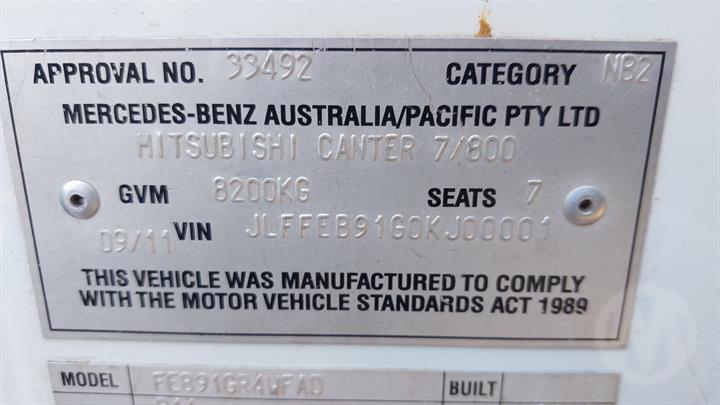 APPROVAL NO. 33492 CATEGORY NB2
MERCEDES-BENZ AUSTRALIA/PACIFIC PTY LTD
MITSUBISHI CANTER 7/800
GVM 8200KG SEATS 7
09/11 VIN JLFFEB91G0KJ00001
THIS VEHICLE WAS MANUFACTURED TO COMPLY
WITH THE MOTOR VEHICLE STANDARDS ACT 1989
MODEL FEB91GR4WFAD BUILT